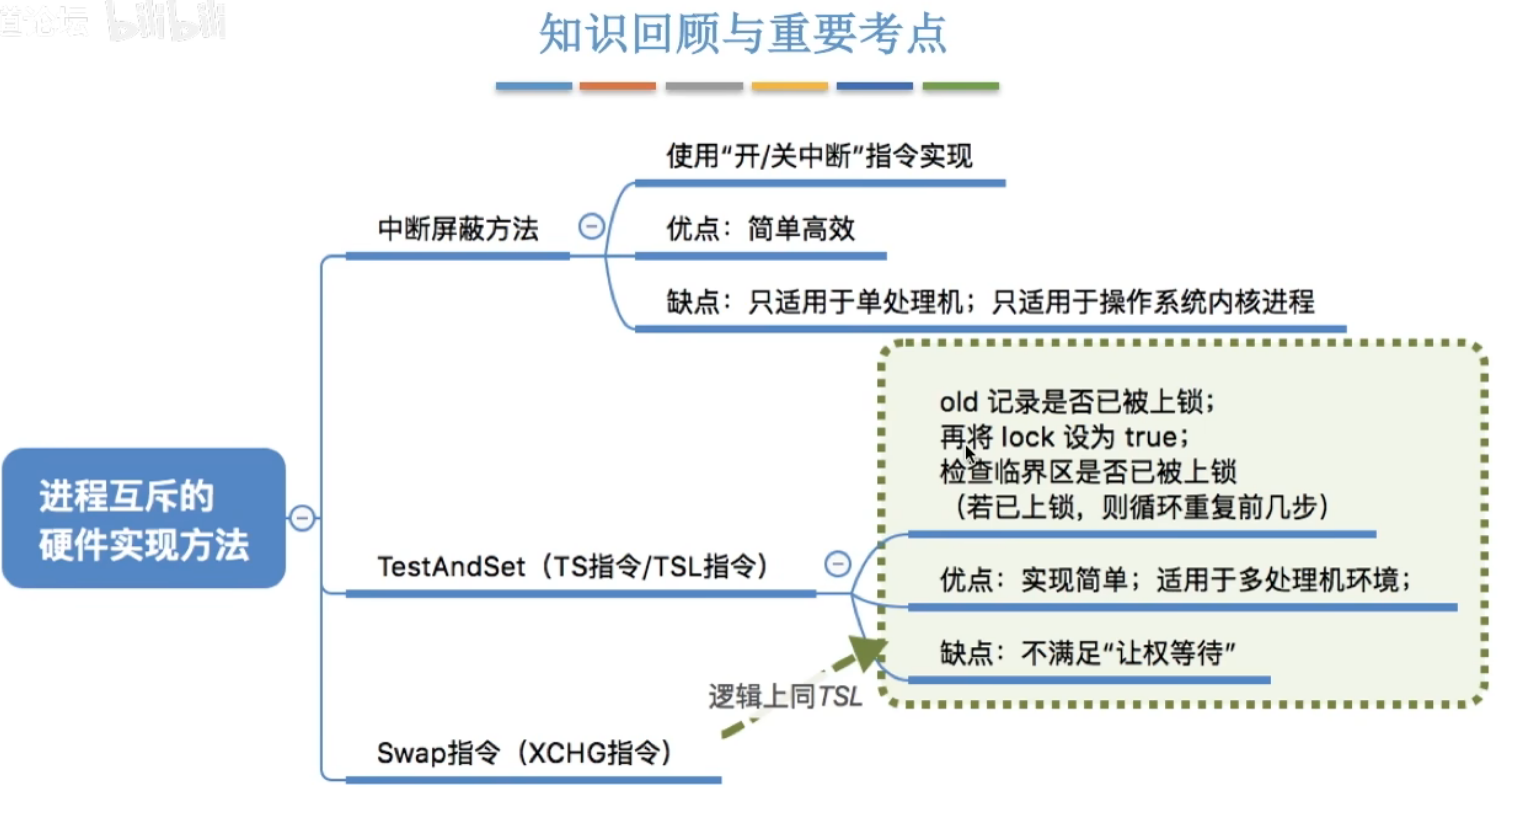 道论坛 bilibili
知识回顾与重要考点
使用“开/关中断”指令实现
中断屏蔽方法
优点：简单高效
缺点：只适用于单处理机；只适用于操作系统内核进程
old 记录是否已被上锁；
再将 lock 设为 true；
检查临界区是否已被上锁
（若已上锁，则循环重复前几步）
进程互斥的
硬件实现方法
TestAndSet（TS指令/TSL指令）
优点：实现简单；适用于多处理机环境；
缺点：不满足“让权等待”
逻辑上同TSL
Swap指令（XCHG指令）